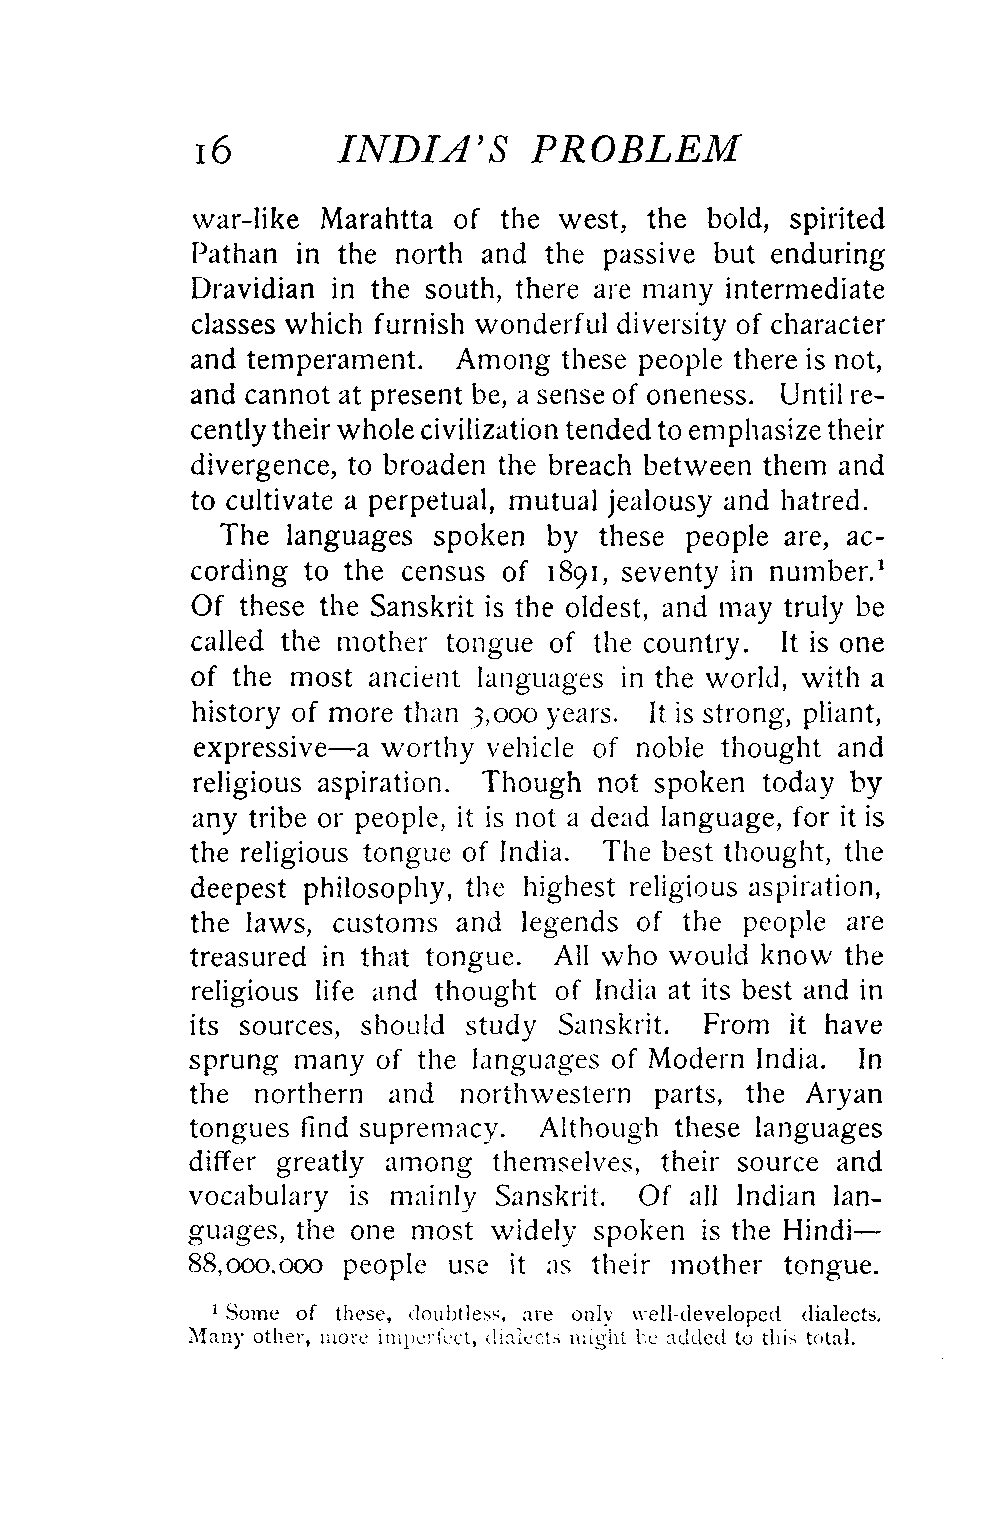 16 INDIA'S PROBLEM
war-like Marahtta of the west, the bold, spirited
Pathan in the north and the passive but enduring
Dravidian in the south, there are many intermediate
classes which furnish wonderful diversity of character
and temperament. Among these people there is not,
and cannot at present be, a sense of oneness. Until re-
cently their whole civilization tended to emphasize their
divergence, to broaden the breach between them and
to cultivate a perpetual, mutual jealousy and hatred.
The languages spoken by these people are, ac-
cording to the census of 1891, seventy in number.¹
Of these the Sanskrit is the oldest, and may truly be
called the mother tongue of the country. It is one
of the most ancient languages in the world, with a
history of more than 3,000 years. It is strong, pliant,
expressive—a worthy vehicle of noble thought and
religious aspiration. Though not spoken today by
any tribe or people, it is not a dead language, for it is
the religious tongue of India. The best thought, the
deepest philosophy, the highest religious aspiration,
the laws, customs and legends of the people are
treasured in that tongue. All who would know the
religious life and thought of India at its best and in
its sources, should study Sanskrit. From it have
sprung many of the languages of Modern India. In
the northern and northwestern parts, the Aryan
tongues find supremacy. Although these languages
differ greatly among themselves, their source and
vocabulary is mainly Sanskrit. Of all Indian lan-
guages, the one most widely spoken is the Hindi—
88,000.000 people use it as their mother tongue.
¹ Some of these, doubtless, are only well-developed dialects.
Many other, more imperfect, dialects might be added to this total.